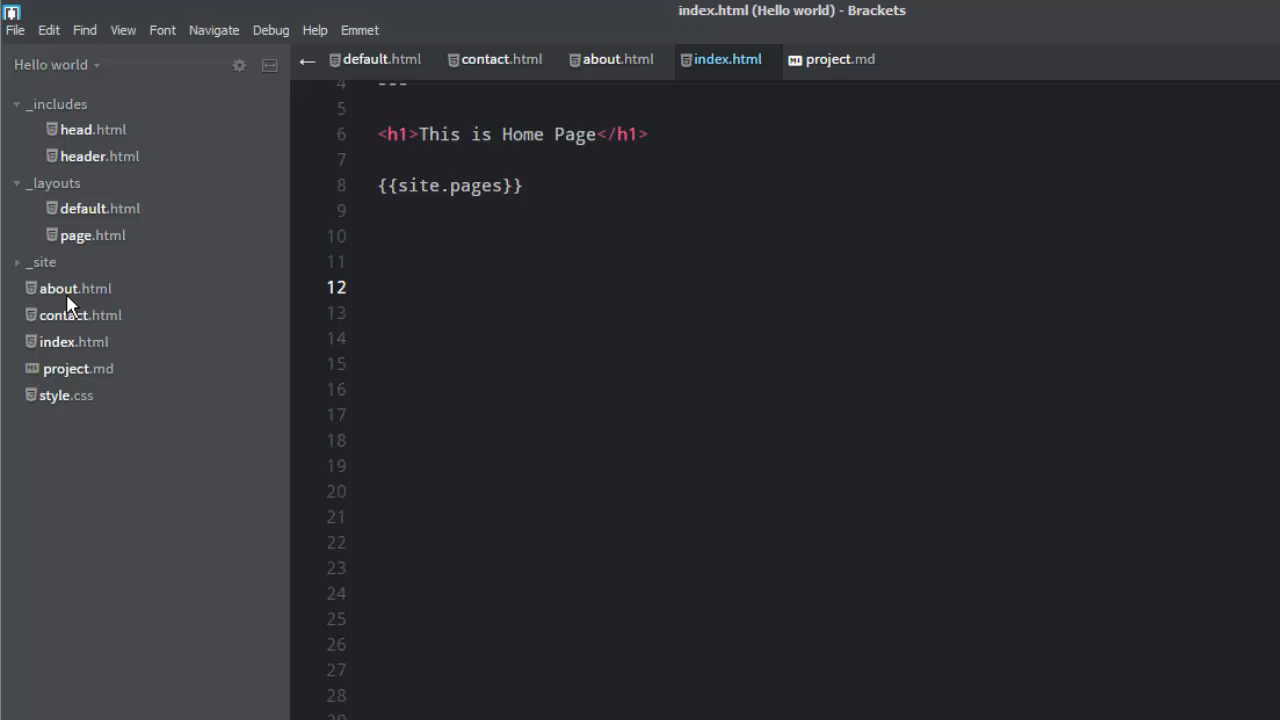 index.html (Hello world) - Brackets
File Edit Find View Font Navigate Debug Help Emmet
Hello world
_includes
head.html
header.html
_layouts
default.html
page.html
_site
about.html
contact.html
index.html
project.md
style.css
default.html contact.html about.html index.html project.md
4 ---
5
6 <h1>This is Home Page</h1>
7
8 {{site.pages}}
9
10
11
12
13
14
15
16
17
18
19
20
21
22
23
24
25
26
27
28
29